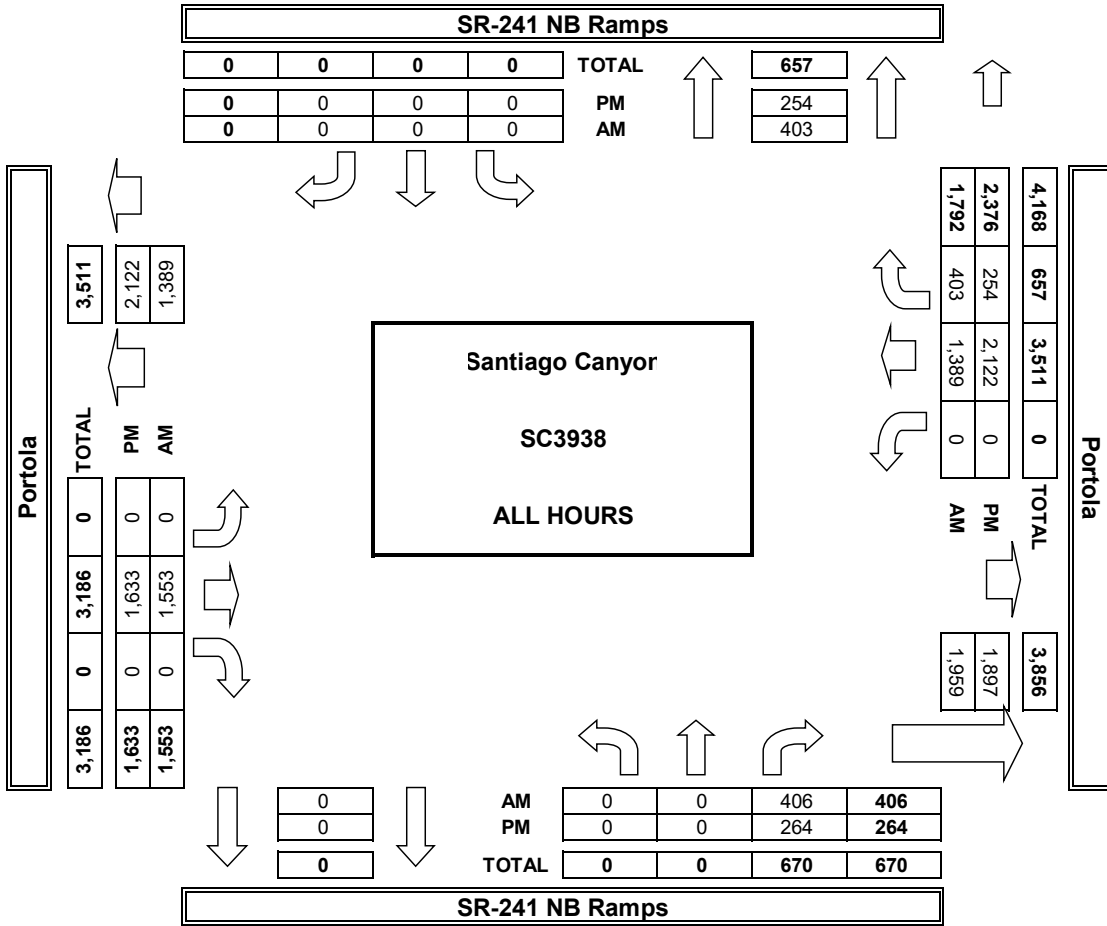 SR-241 NB Ramps
0 0 0 0 TOTAL 657
0 0 0 0 PM 254
0 0 0 0 AM 403
Portola
3,511
2,122
1,389
TOTAL
PM
AM
0 3,186 0 3,186
0 1,633 0 1,633
0 1,553 0 1,553
Santiago Canyor
SC3938
ALL HOURS
4,168 657 3,511 0 TOTAL
2,376 254 2,122 0 PM
1,792 403 1,389 0 AM
3,856
1,897
1,959
Portola
0 AM 0 0 406 406
0 PM 0 0 264 264
0 TOTAL 0 0 670 670
SR-241 NB Ramps